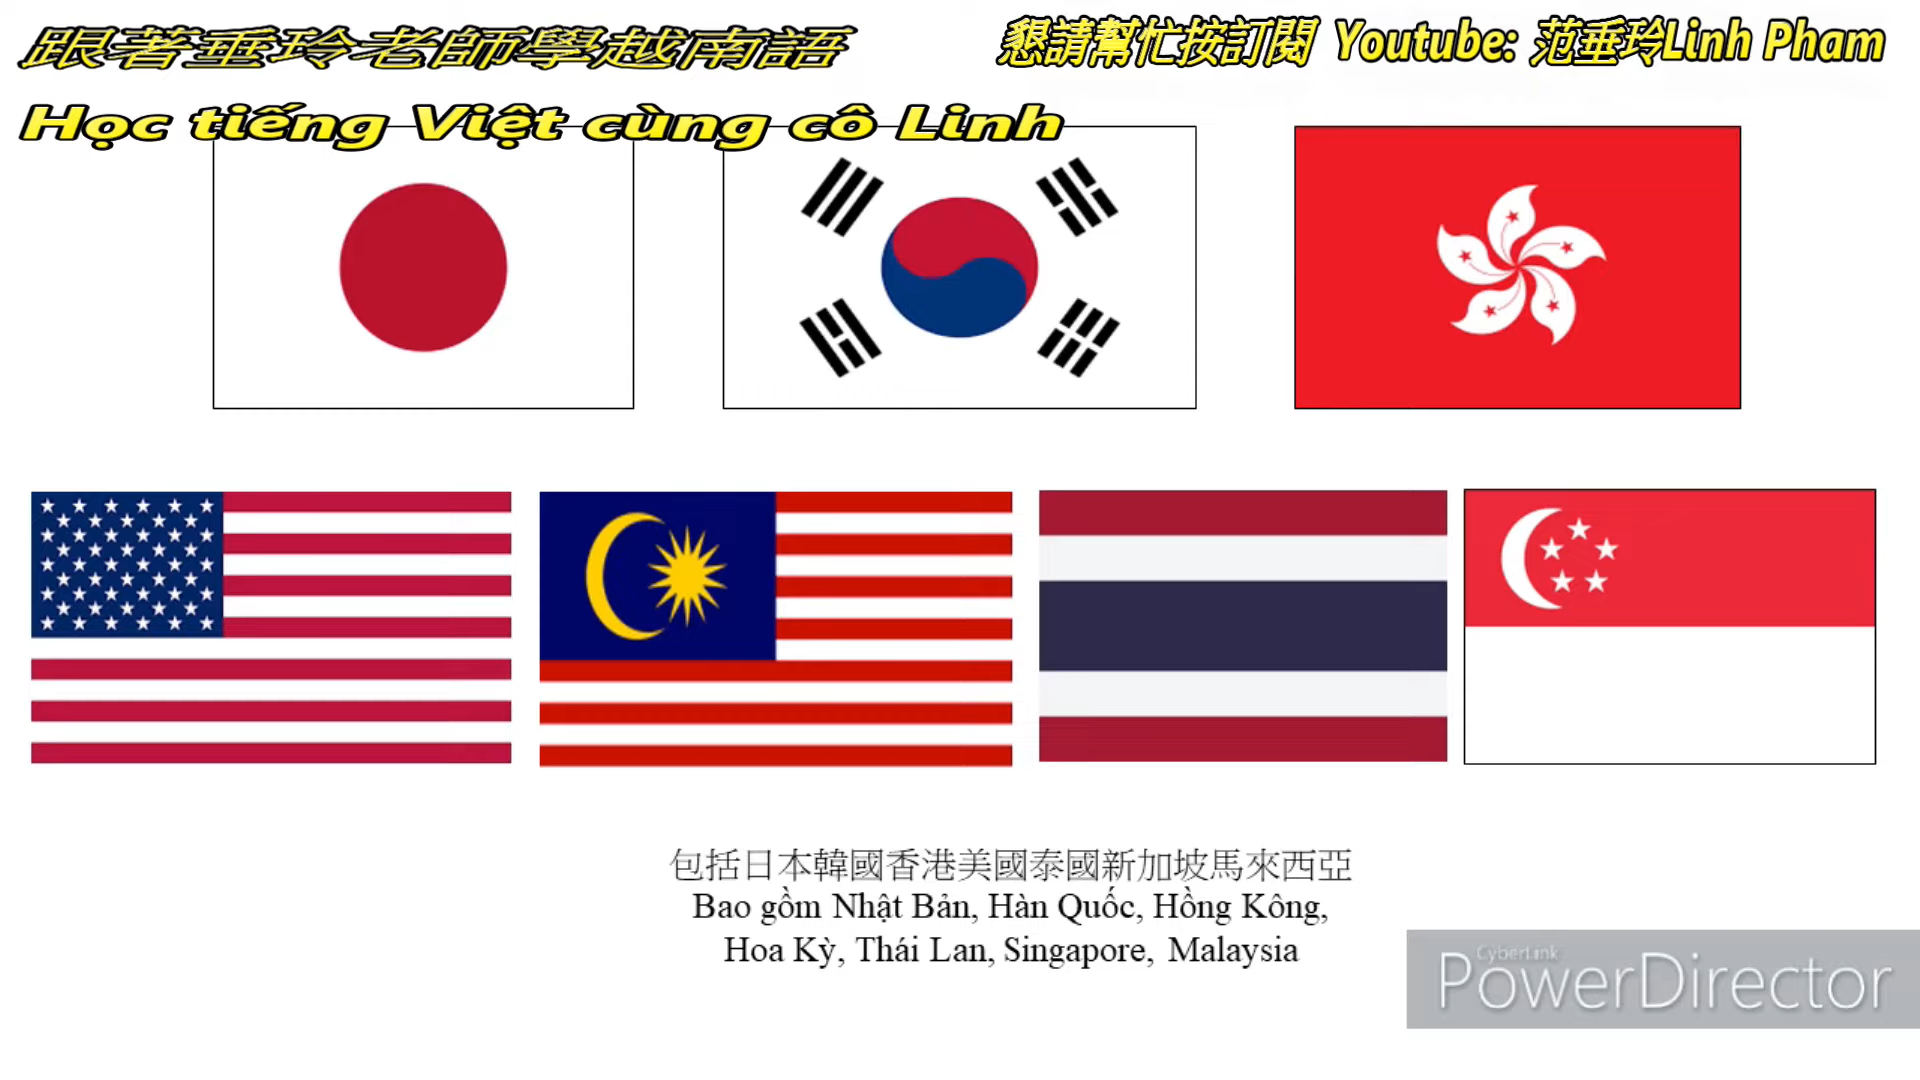 跟著垂玲老師學越南語
懇請幫忙按訂閱 Youtube: 范垂玲Linh Pham
Học tiếng Việt cùng cô Linh
包括日本韓國香港美國泰國新加坡馬來西亞
Bao gồm Nhật Bản, Hàn Quốc, Hồng Kông,
Hoa Kỳ, Thái Lan, Singapore, Malaysia
CyberLink
PowerDirector